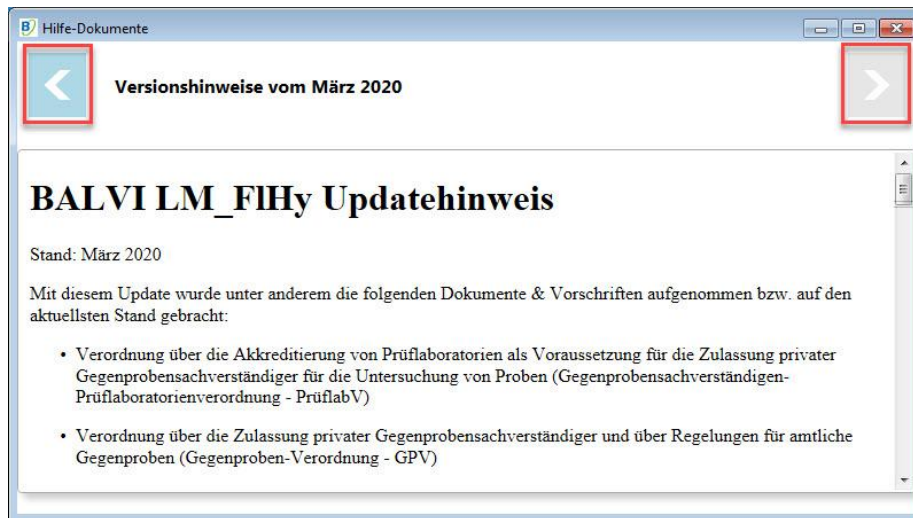 Hilfe-Dokumente
Versionshinweise vom März 2020
BALVI LM_FlHy Updatehinweis
Stand: März 2020
Mit diesem Update wurde unter anderem die folgenden Dokumente & Vorschriften aufgenommen bzw. auf den
aktuellsten Stand gebracht:
• Verordnung über die Akkreditierung von Prüflaboratorien als Voraussetzung für die Zulassung privater
Gegenprobensachverständiger für die Untersuchung von Proben (Gegenprobensachverständigen-
Prüflaboratorienverordnung - PrüflabV)
• Verordnung über die Zulassung privater Gegenprobensachverständiger und über Regelungen für amtliche
Gegenproben (Gegenproben-Verordnung - GPV)